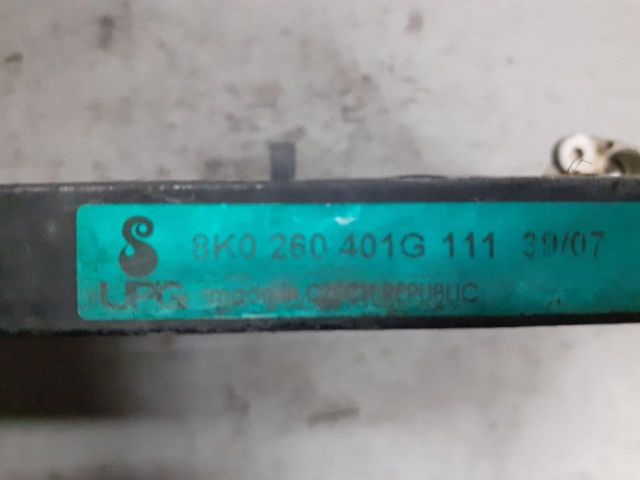 8K0 260 401G 111 39/07
UPG CZECH REPUBLIC